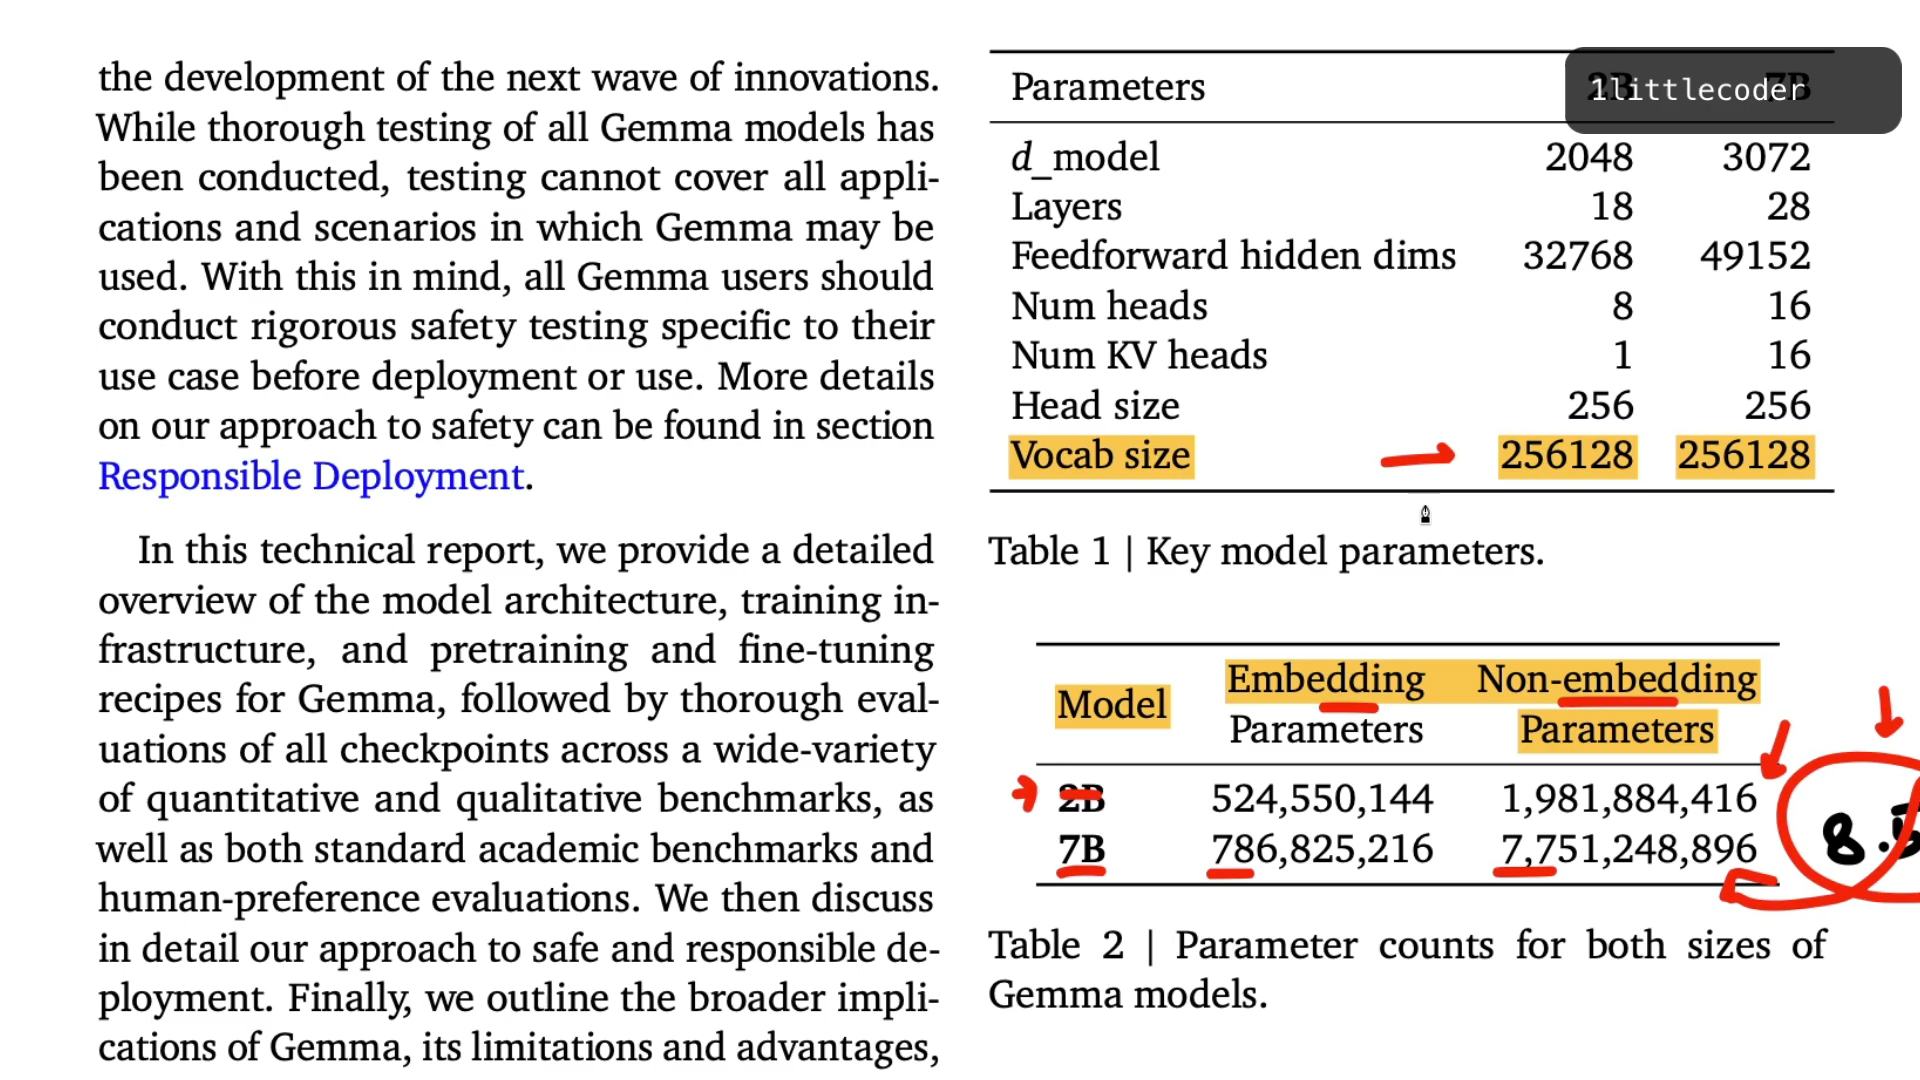 the development of the next wave of innovations.
While thorough testing of all Gemma models has
been conducted, testing cannot cover all appli-
cations and scenarios in which Gemma may be
used. With this in mind, all Gemma users should
conduct rigorous safety testing specific to their
use case before deployment or use. More details
on our approach to safety can be found in section
Responsible Deployment.
In this technical report, we provide a detailed
overview of the model architecture, training in-
frastructure, and pretraining and fine-tuning
recipes for Gemma, followed by thorough eval-
uations of all checkpoints across a wide-variety
of quantitative and qualitative benchmarks, as
well as both standard academic benchmarks and
human-preference evaluations. We then discuss
in detail our approach to safe and responsible de-
ployment. Finally, we outline the broader impli-
cations of Gemma, its limitations and advantages,
Parameters 2B 7B
1littlecoder
d_model 2048 3072
Layers 18 28
Feedforward hidden dims 32768 49152
Num heads 8 16
Num KV heads 1 16
Head size 256 256
Vocab size 256128 256128
Table 1 | Key model parameters.
Model Embedding Non-embedding
Parameters Parameters
2B 524,550,144 1,981,884,416
7B 786,825,216 7,751,248,896
8.5
Table 2 | Parameter counts for both sizes of
Gemma models.